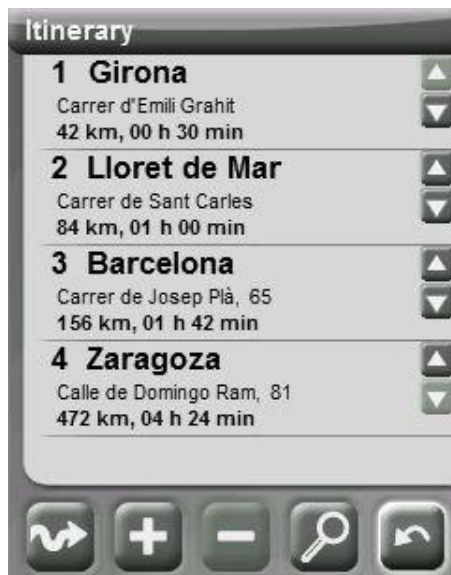 Itinerary
1 Girona
Carrer d'Emili Grahit
42 km, 00 h 30 min
2 Lloret de Mar
Carrer de Sant Carles
84 km, 01 h 00 min
3 Barcelona
Carrer de Josep Plà, 65
156 km, 01 h 42 min
4 Zaragoza
Calle de Domingo Ram, 81
472 km, 04 h 24 min